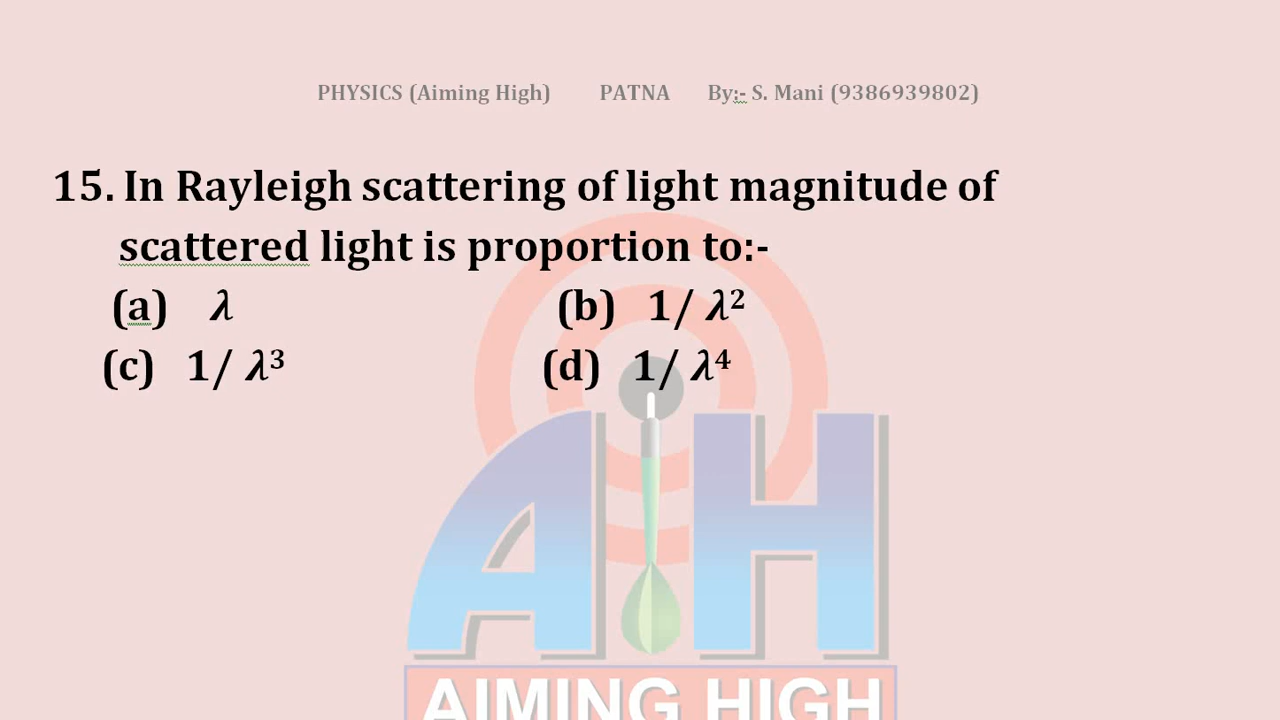 PHYSICS (Aiming High) PATNA By:- S. Mani (9386939802)
15. In Rayleigh scattering of light magnitude of
scattered light is proportion to:-
(a) λ (b) 1/ λ²
(c) 1/ λ³ (d) 1/ λ⁴
AH
AIMING HIGH